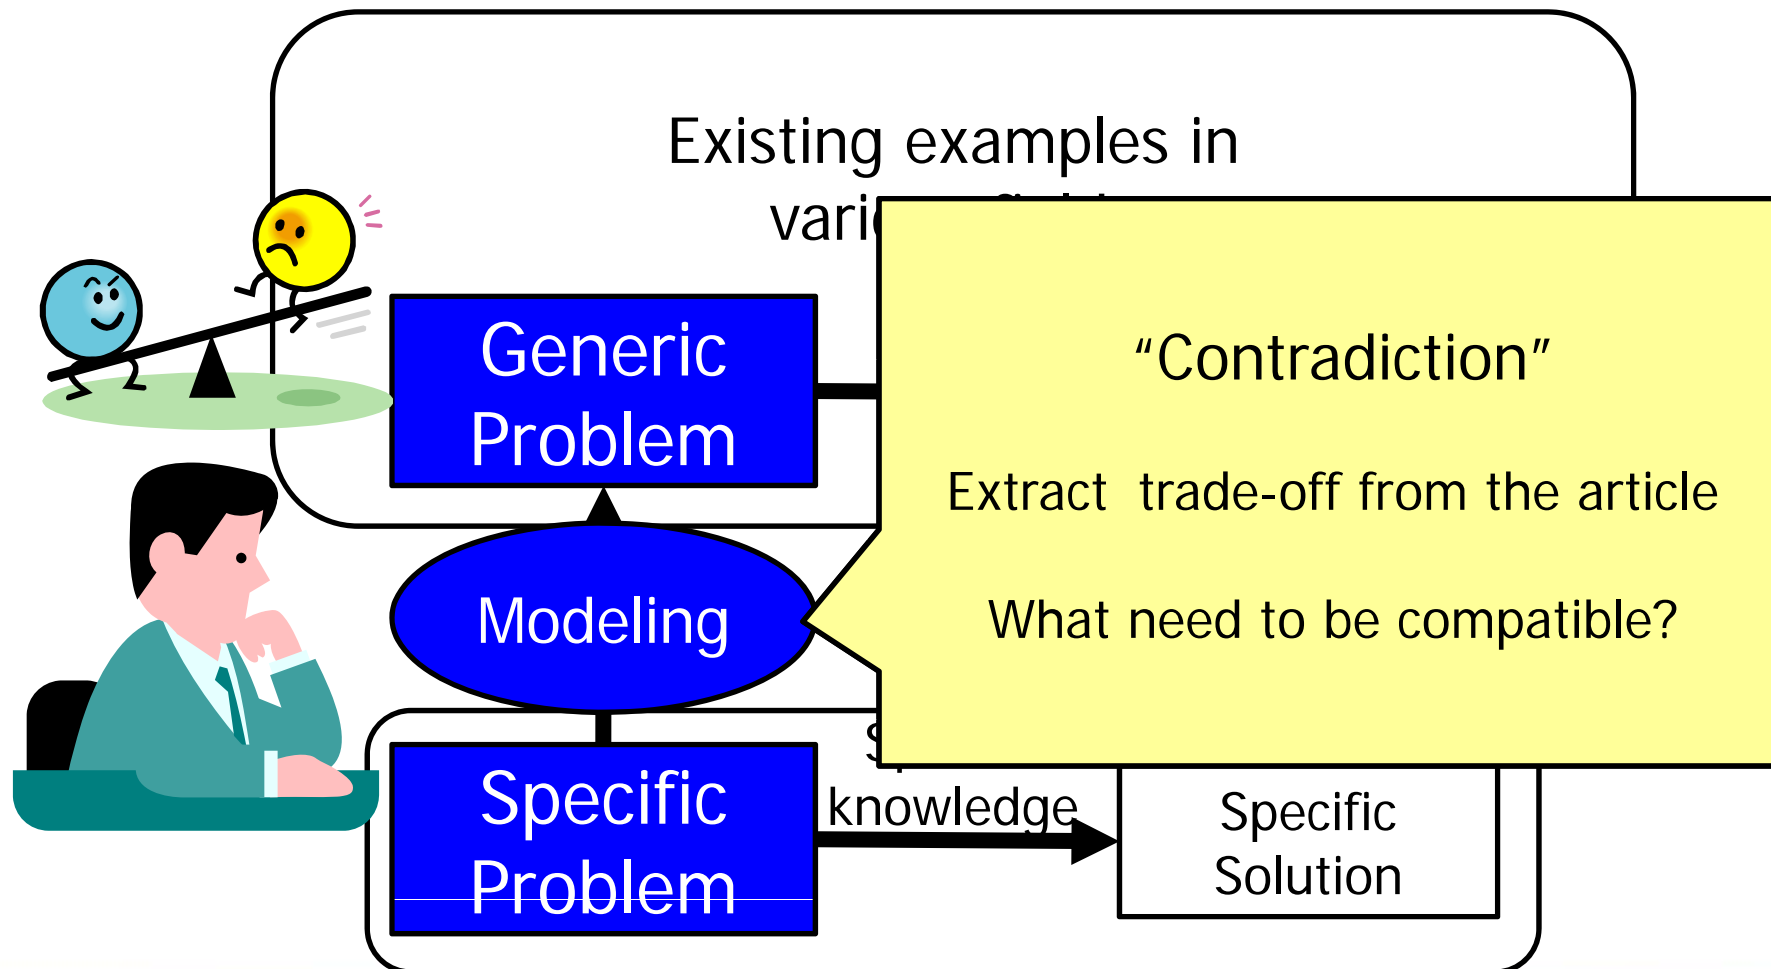 Existing examples in
“Contradiction”
Generic
Problem
Extract trade-off from the article
What need to be compatible?
Modeling
knowledge
Specific
Problem
Specific
Solution